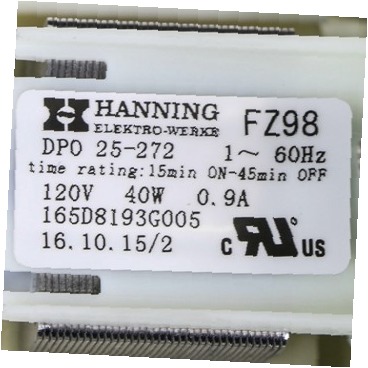 HANNING
ELEKTRO-WERKE
FZ98
DPO 25-272 1~ 60Hz
time rating:15min ON-45min OFF
120V 40W 0.9A
165D8193G005
16.10.15/2
c RU US